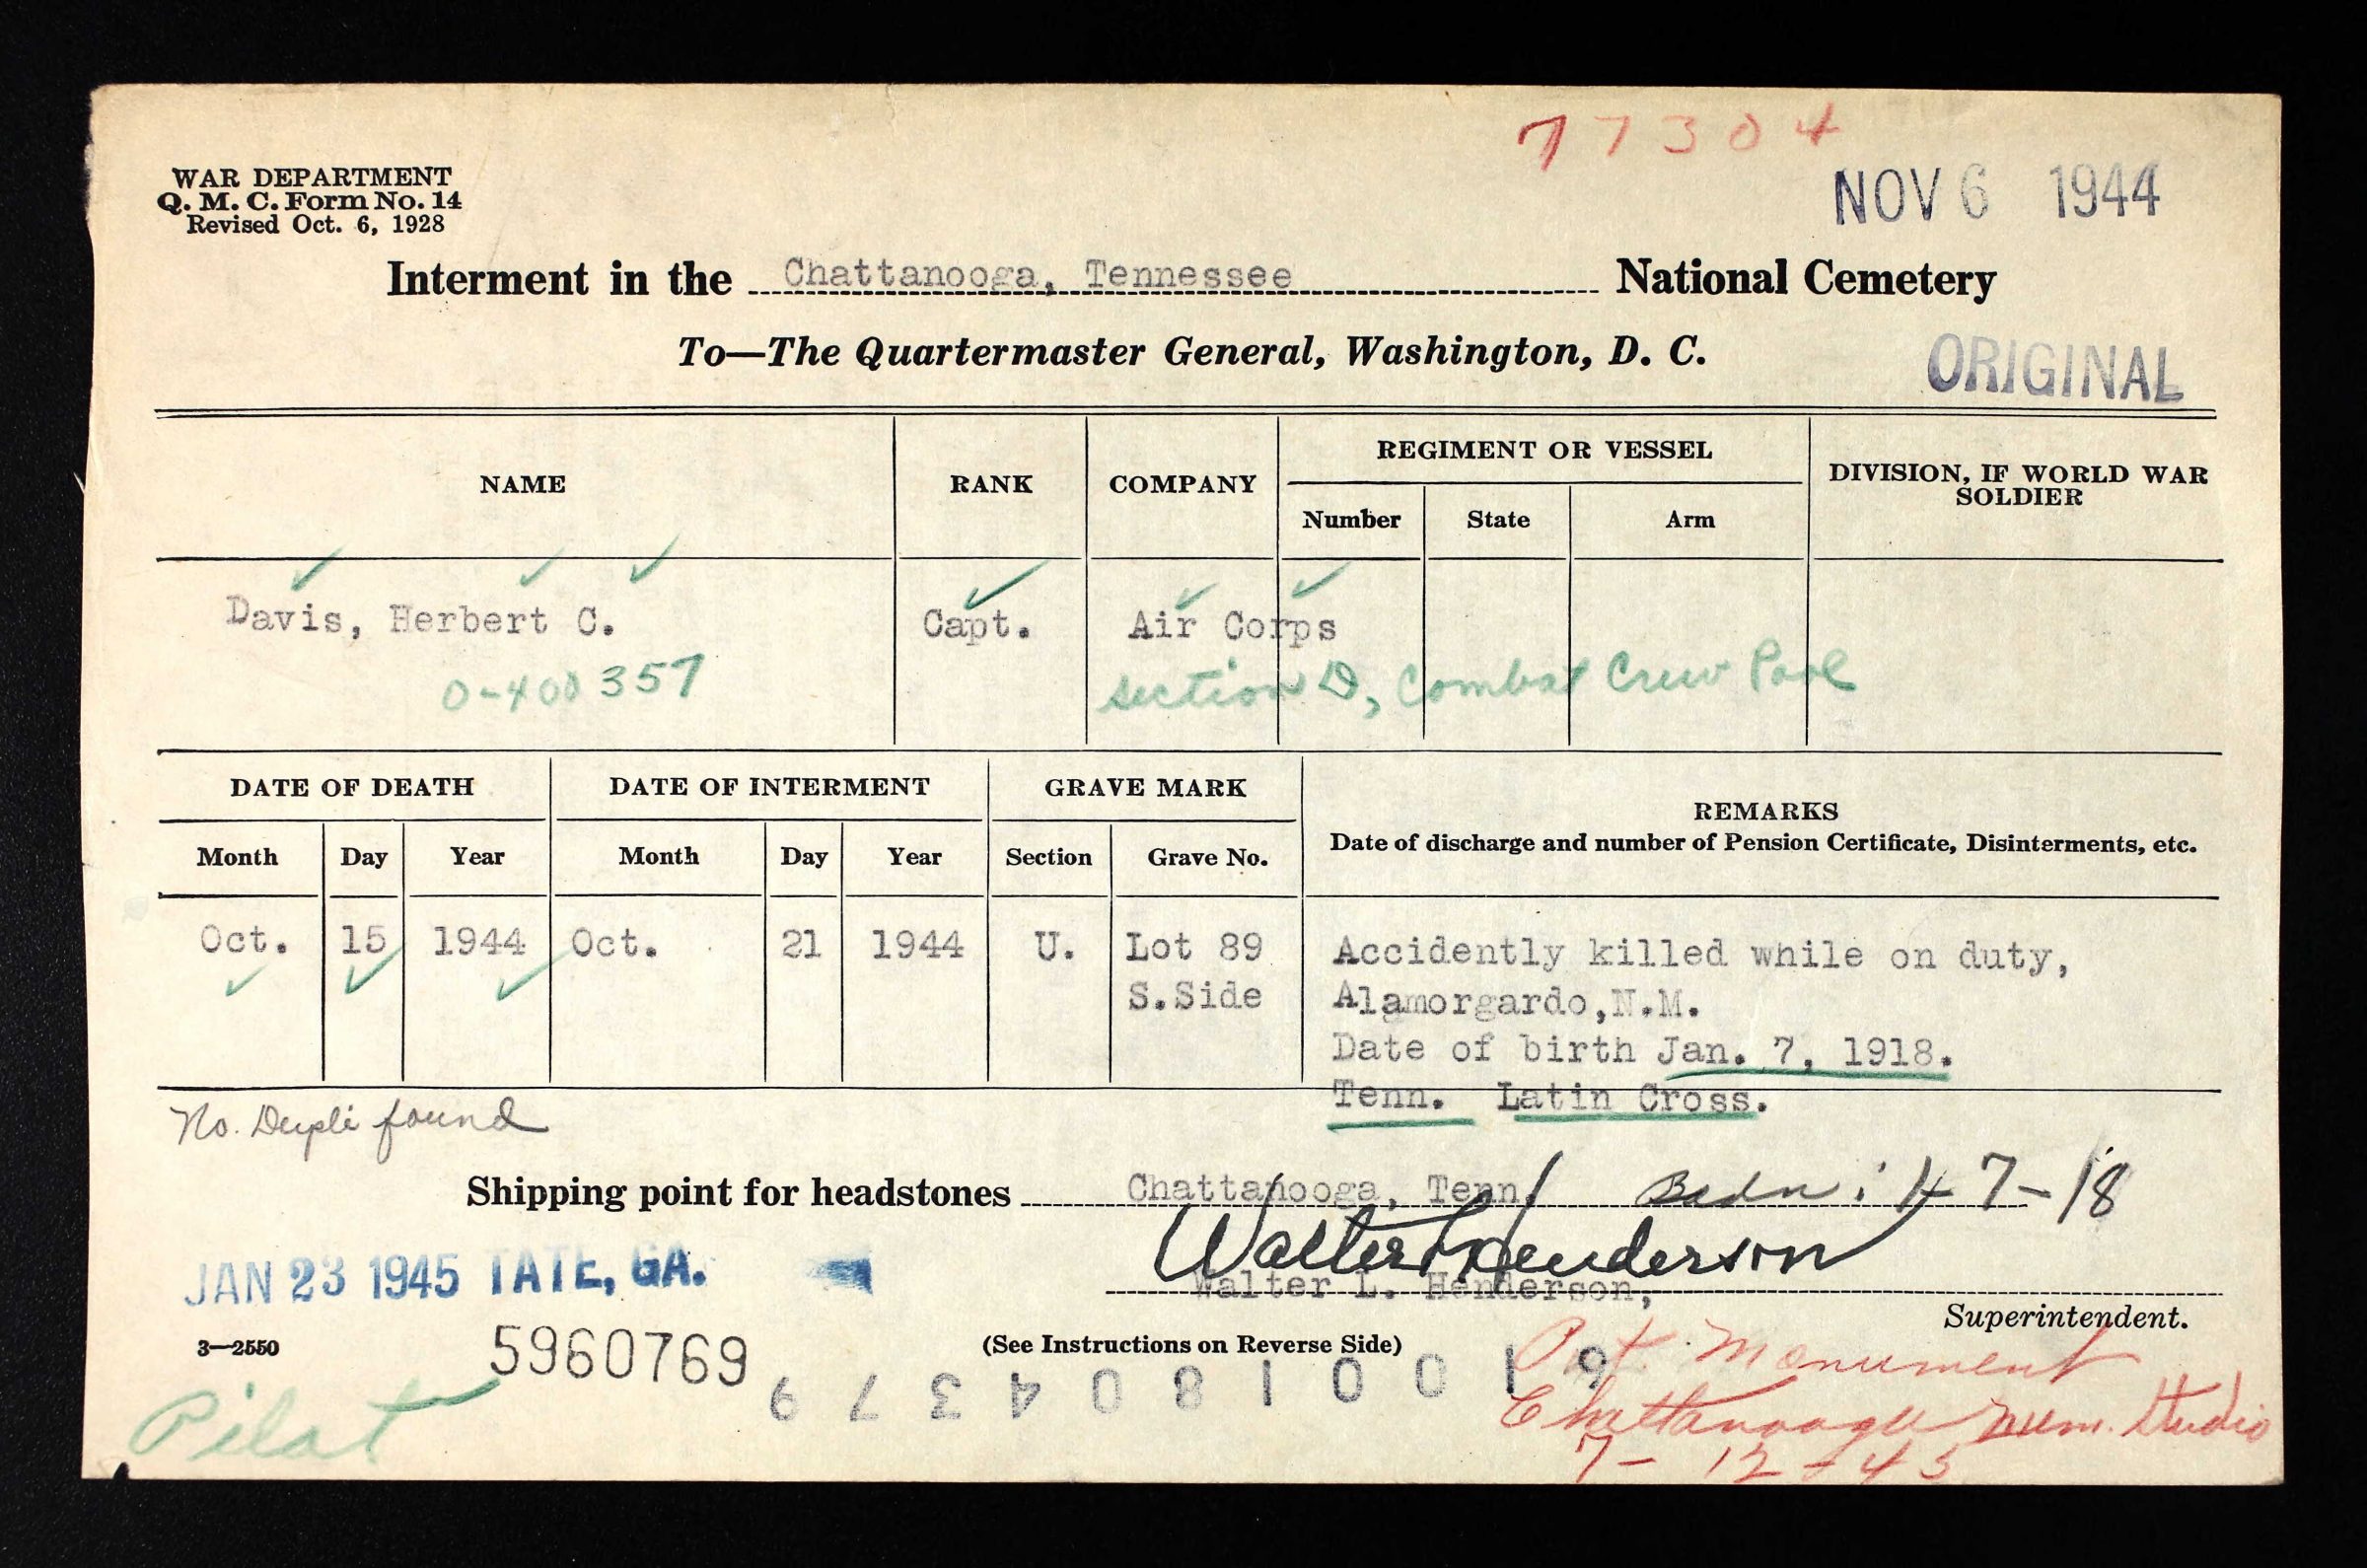 77304
WAR DEPARTMENT
Q. M. C. Form No. 14
Revised Oct. 6, 1928
NOV 6 1944
Interment in the Chattanooga, Tennessee National Cemetery
To—The Quartermaster General, Washington, D. C.
ORIGINAL
NAME RANK COMPANY REGIMENT OR VESSEL DIVISION, IF WORLD WAR SOLDIER
Number State Arm
Davis, Herbert C. Capt. Air Corps
0-400357 Section D, Combat Crew Pool
DATE OF DEATH DATE OF INTERMENT GRAVE MARK REMARKS
Date of discharge and number of Pension Certificate, Disinterments, etc.
Month Day Year Month Day Year Section Grave No.
Oct. 15 1944 Oct. 21 1944 U. Lot 89 Accidently killed while on duty,
S.Side Alamorgardo,N.M.
Date of birth Jan. 7, 1918.
Tenn. Latin Cross.
No. Dupli found
Shipping point for headstones Chattanooga, Tenn. 7-18
Walter L Henderson
JAN 23 1945 TATE, GA.
Walter L. Henderson,
Superintendent.
3—2550 5960769 (See Instructions on Reverse Side)
Pvt. Monument
Chattanooga Mem. Studio
7-12-45
Pilot